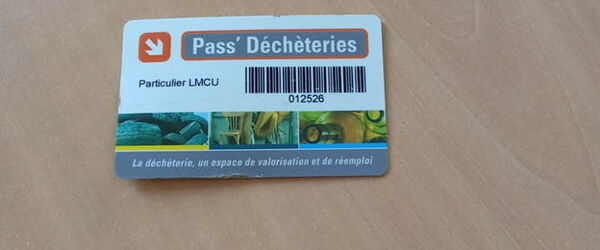 Pass' Déchèteries
Particulier LMCU
012526
La déchèterie, un espace de valorisation et de réemploi